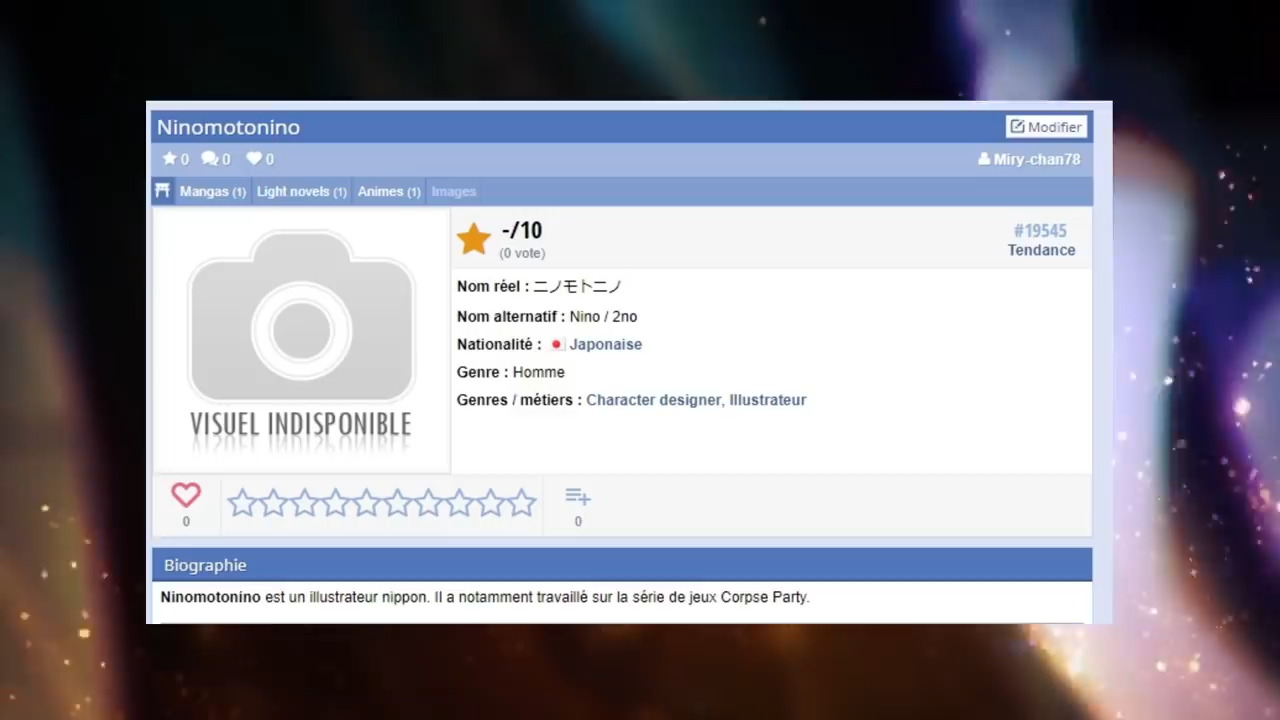 Ninomotonino
Modifier
0 0 0
Miry-chan78
Mangas (1) Light novels (1) Animes (1) Images
-/10
(0 vote)
#19545
Tendance
VISUEL INDISPONIBLE
Nom réel : ニノモトニノ
Nom alternatif : Nino / 2no
Nationalité : Japonaise
Genre : Homme
Genres / métiers : Character designer, Illustrateur
0
0
Biographie
Ninomotonino est un illustrateur nippon. Il a notamment travaillé sur la série de jeux Corpse Party.